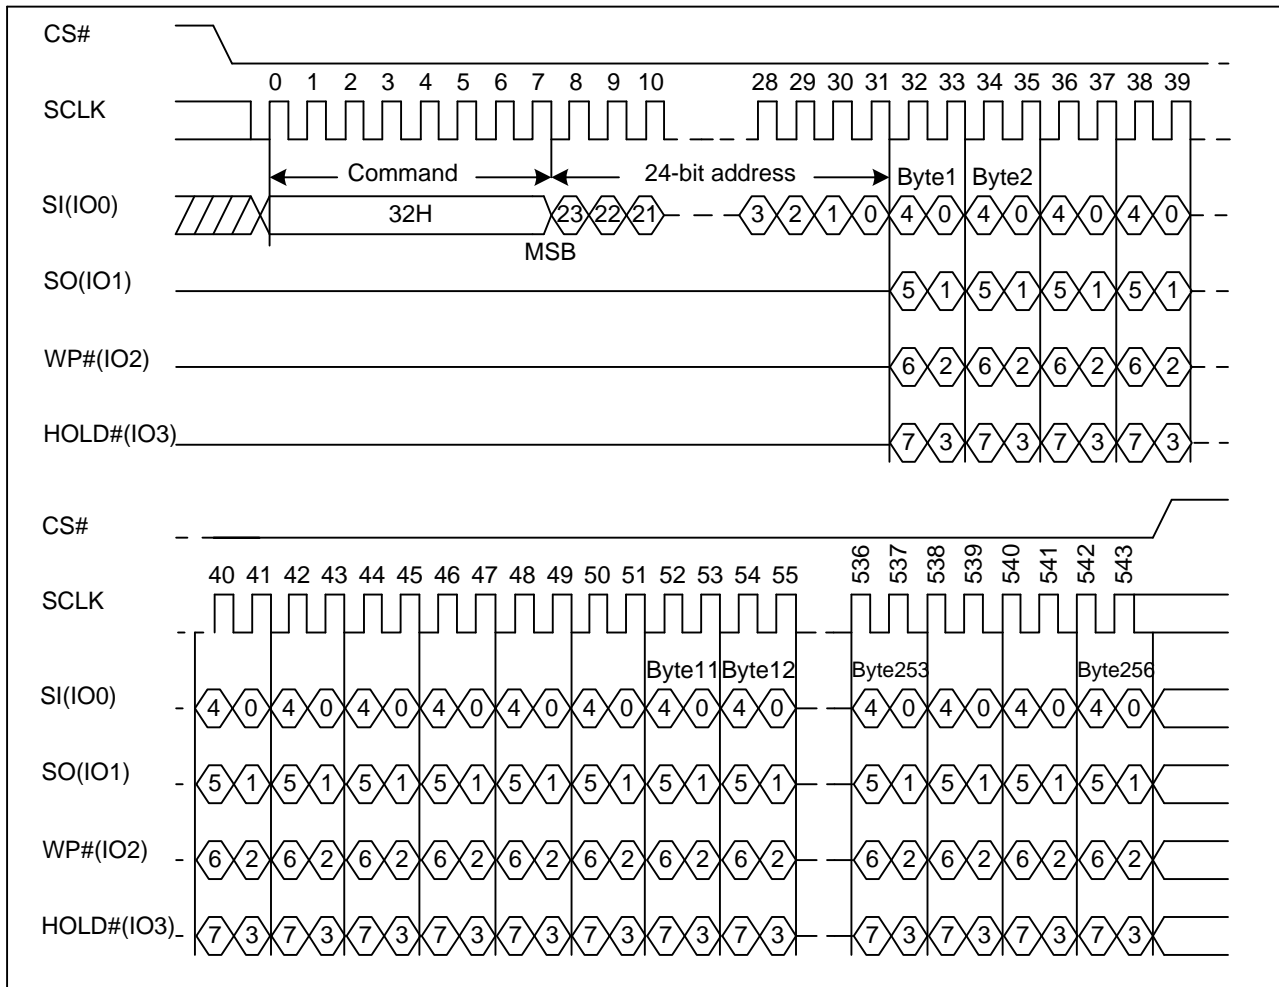 CS#
0 1 2 3 4 5 6 7 8 9 10 28 29 30 31 32 33 34 35 36 37 38 39
SCLK
Command 24-bit address Byte1 Byte2
SI(IO0) 32H 23 22 21 3 2 1 0 4 0 4 0 4 0 4 0
MSB
SO(IO1) 5 1 5 1 5 1 5 1
WP#(IO2) 6 2 6 2 6 2 6 2
HOLD#(IO3) 7 3 7 3 7 3 7 3
CS#
40 41 42 43 44 45 46 47 48 49 50 51 52 53 54 55 536 537 538 539 540 541 542 543
SCLK
Byte11 Byte12 Byte253 Byte256
SI(IO0) 4 0 4 0 4 0 4 0 4 0 4 0 4 0 4 0 4 0 4 0 4 0 4 0
SO(IO1) 5 1 5 1 5 1 5 1 5 1 5 1 5 1 5 1 5 1 5 1 5 1 5 1
WP#(IO2) 6 2 6 2 6 2 6 2 6 2 6 2 6 2 6 2 6 2 6 2 6 2 6 2
HOLD#(IO3) 7 3 7 3 7 3 7 3 7 3 7 3 7 3 7 3 7 3 7 3 7 3 7 3